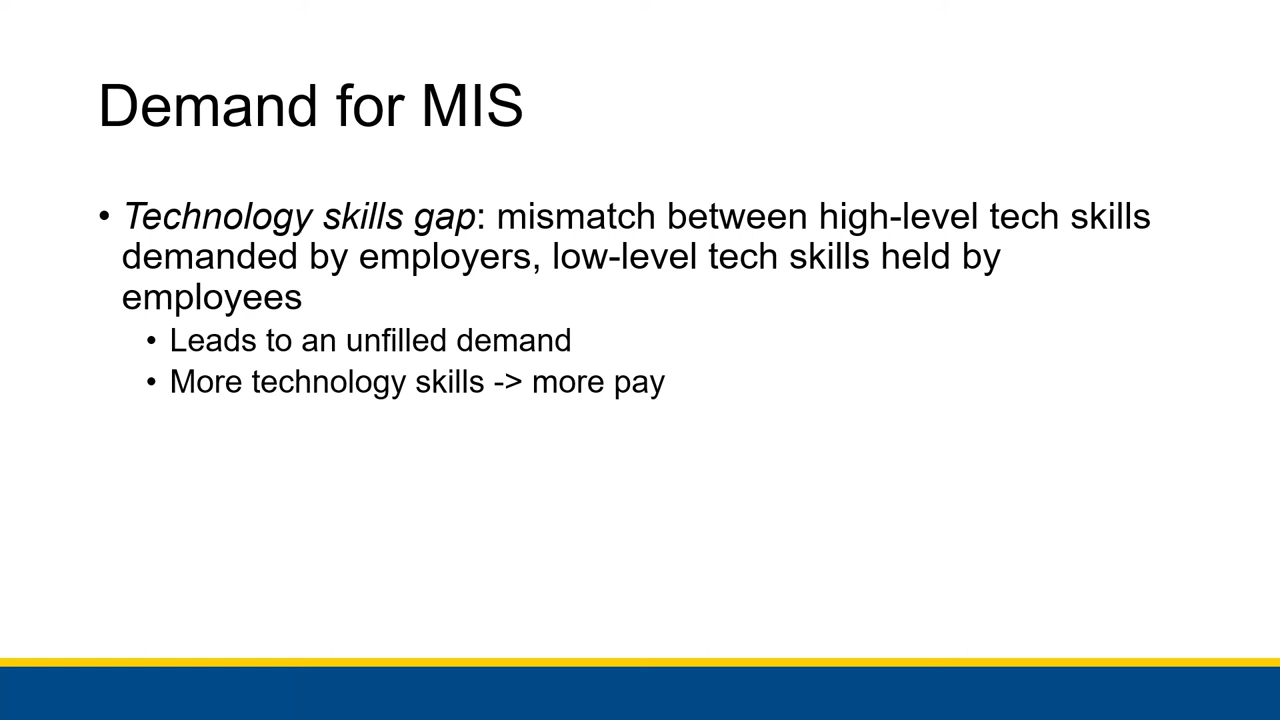 Demand for MIS
• Technology skills gap: mismatch between high-level tech skills
demanded by employers, low-level tech skills held by
employees
• Leads to an unfilled demand
• More technology skills -> more pay